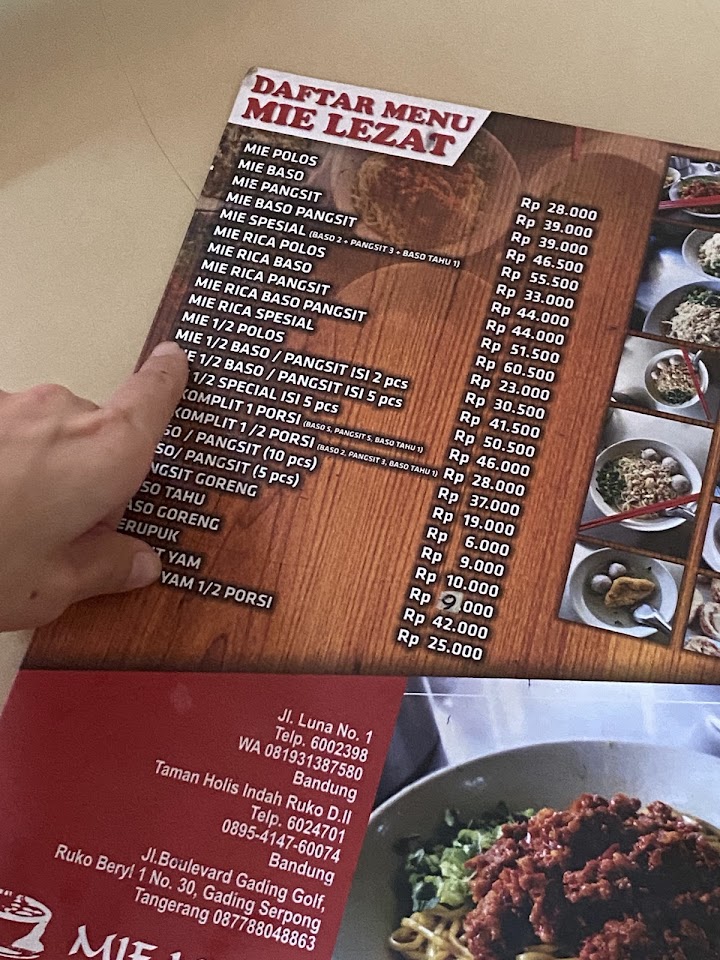 DAFTAR MENU
MIE LEZAT
MIE POLOS Rp 28.000
MIE BASO Rp 39.000
MIE PANGSIT Rp 39.000
MIE BASO PANGSIT Rp 46.500
MIE SPESIAL (BASO 2 + PANGSIT 3 + BASO TAHU 1) Rp 55.500
MIE RICA POLOS Rp 33.000
MIE RICA BASO Rp 44.000
MIE RICA PANGSIT Rp 44.000
MIE RICA BASO PANGSIT Rp 51.500
MIE RICA SPESIAL Rp 60.500
MIE 1/2 POLOS Rp 23.000
MIE 1/2 BASO / PANGSIT ISI 2 pcs Rp 30.500
1/2 BASO / PANGSIT ISI 5 pcs Rp 41.500
1/2 SPECIAL ISI 5 pcs Rp 50.500
KOMPLIT 1 PORSI (BASO 5, PANGSIT 5, BASO TAHU 1) Rp 46.000
KOMPLIT 1/2 PORSI (BASO 2, PANGSIT 3, BASO TAHU 1) Rp 28.000
/ PANGSIT (10 pcs) Rp 37.000
/ PANGSIT (5 pcs) Rp 19.000
GORENG Rp 6.000
TAHU Rp 9.000
GORENG Rp 10.000
Rp 9.000
YAM Rp 42.000
YAM 1/2 PORSI Rp 25.000
Jl. Luna No. 1
Telp. 6002398
WA 081931387580
Bandung
Taman Holis Indah Ruko D.II
Telp. 6024701
0895-4147-60074
Bandung
Jl.Boulevard Gading Golf,
Ruko Beryl 1 No. 30, Gading Serpong
Tangerang 087788048863
MIE